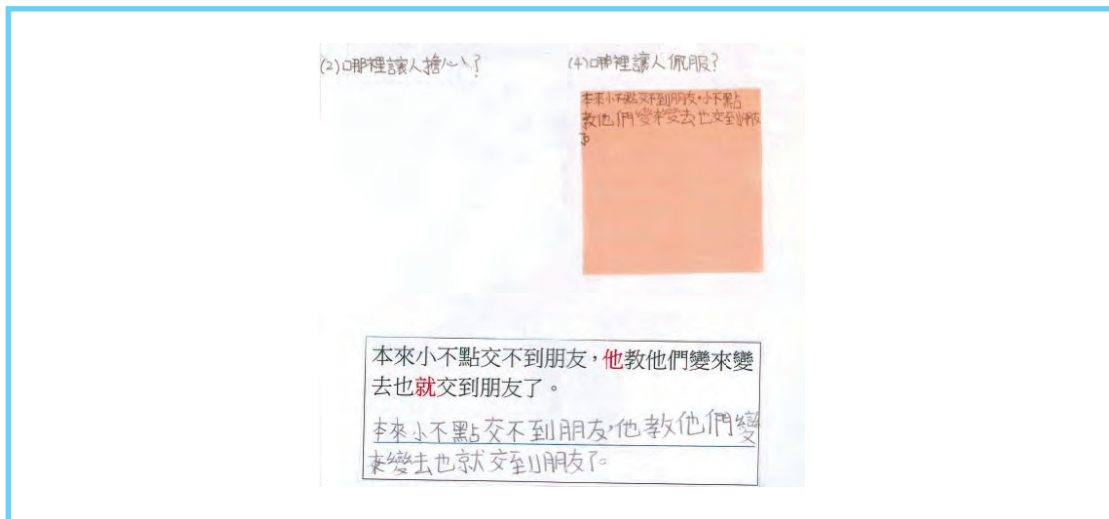 (2)哪裡讓人擔心?
(4)哪裡讓人佩服?
本來小不點交不到朋友,小不點
教他們變來變去也交到朋友
了
本來小不點交不到朋友,他教他們變來變
去也就交到朋友了。
本來小不點交不到朋友,他教他們變
來變去也就交到朋友了。